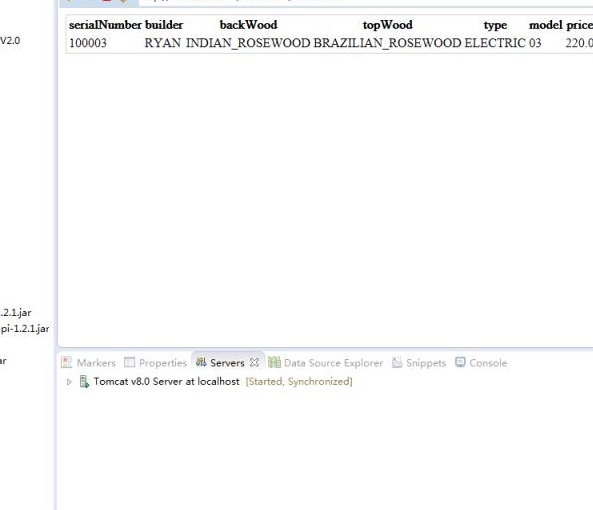 serialNumber builder backWood topWood type model price
V2.0
100003 RYAN INDIAN_ROSEWOOD BRAZILIAN_ROSEWOOD ELECTRIC 03 220.0
.2.1.jar
pi-1.2.1.jar
ar
Markers Properties Servers Data Source Explorer Snippets Console
Tomcat v8.0 Server at localhost [Started, Synchronized]